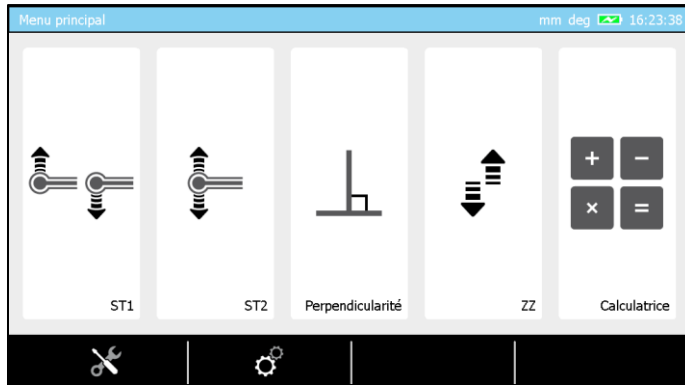 Menu principal
mm deg 16:23:38
+ −
× =
ST1
ST2
Perpendicularité
ZZ
Calculatrice